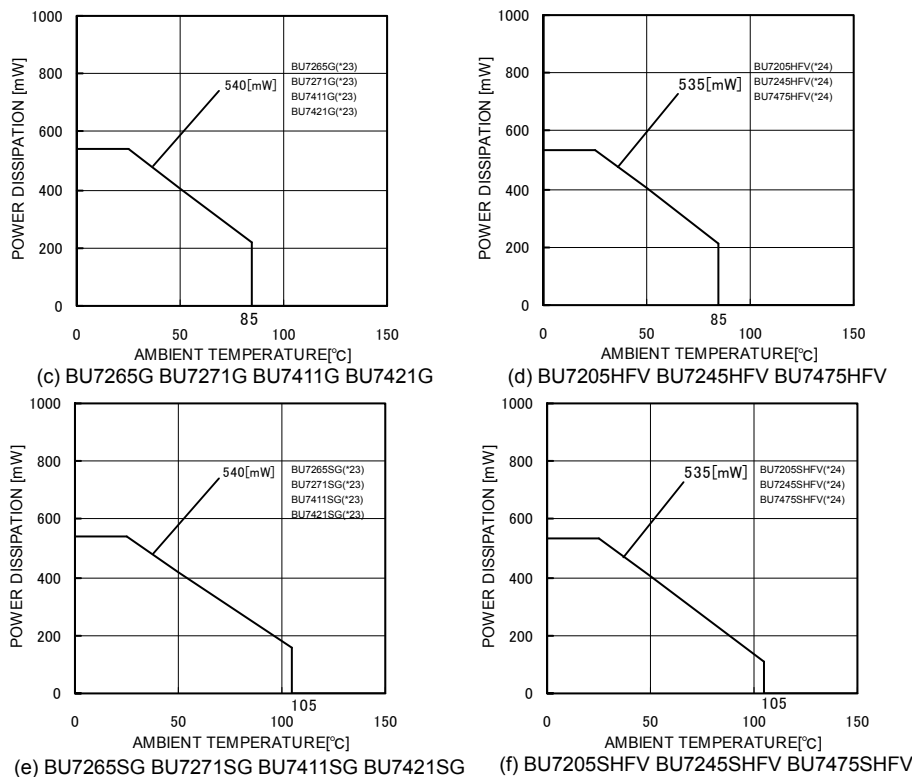 1000
800
600
400
200
0
POWER DISSIPATION [mW]
540[mW]
BU7265G(*23)
BU7271G(*23)
BU7411G(*23)
BU7421G(*23)
85
0 50 100 150
AMBIENT TEMPERATURE[℃]
(c) BU7265G BU7271G BU7411G BU7421G
1000
800
600
400
200
0
POWER DISSIPATION [mW]
535[mW]
BU7205HFV(*24)
BU7245HFV(*24)
BU7475HFV(*24)
85
0 50 100 150
AMBIENT TEMPERATURE[℃]
(d) BU7205HFV BU7245HFV BU7475HFV
1000
800
600
400
200
0
POWER DISSIPATION [mW]
540[mW]
BU7265SG(*23)
BU7271SG(*23)
BU7411SG(*23)
BU7421SG(*23)
105
0 50 100 150
AMBIENT TEMPERATURE[℃]
(e) BU7265SG BU7271SG BU7411SG BU7421SG
1000
800
600
400
200
0
POWER DISSIPATION [mW]
535[mW]
BU7205SHFV(*24)
BU7245SHFV(*24)
BU7475SHFV(*24)
105
0 50 100 150
AMBIENT TEMPERATURE[℃]
(f) BU7205SHFV BU7245SHFV BU7475SHFV